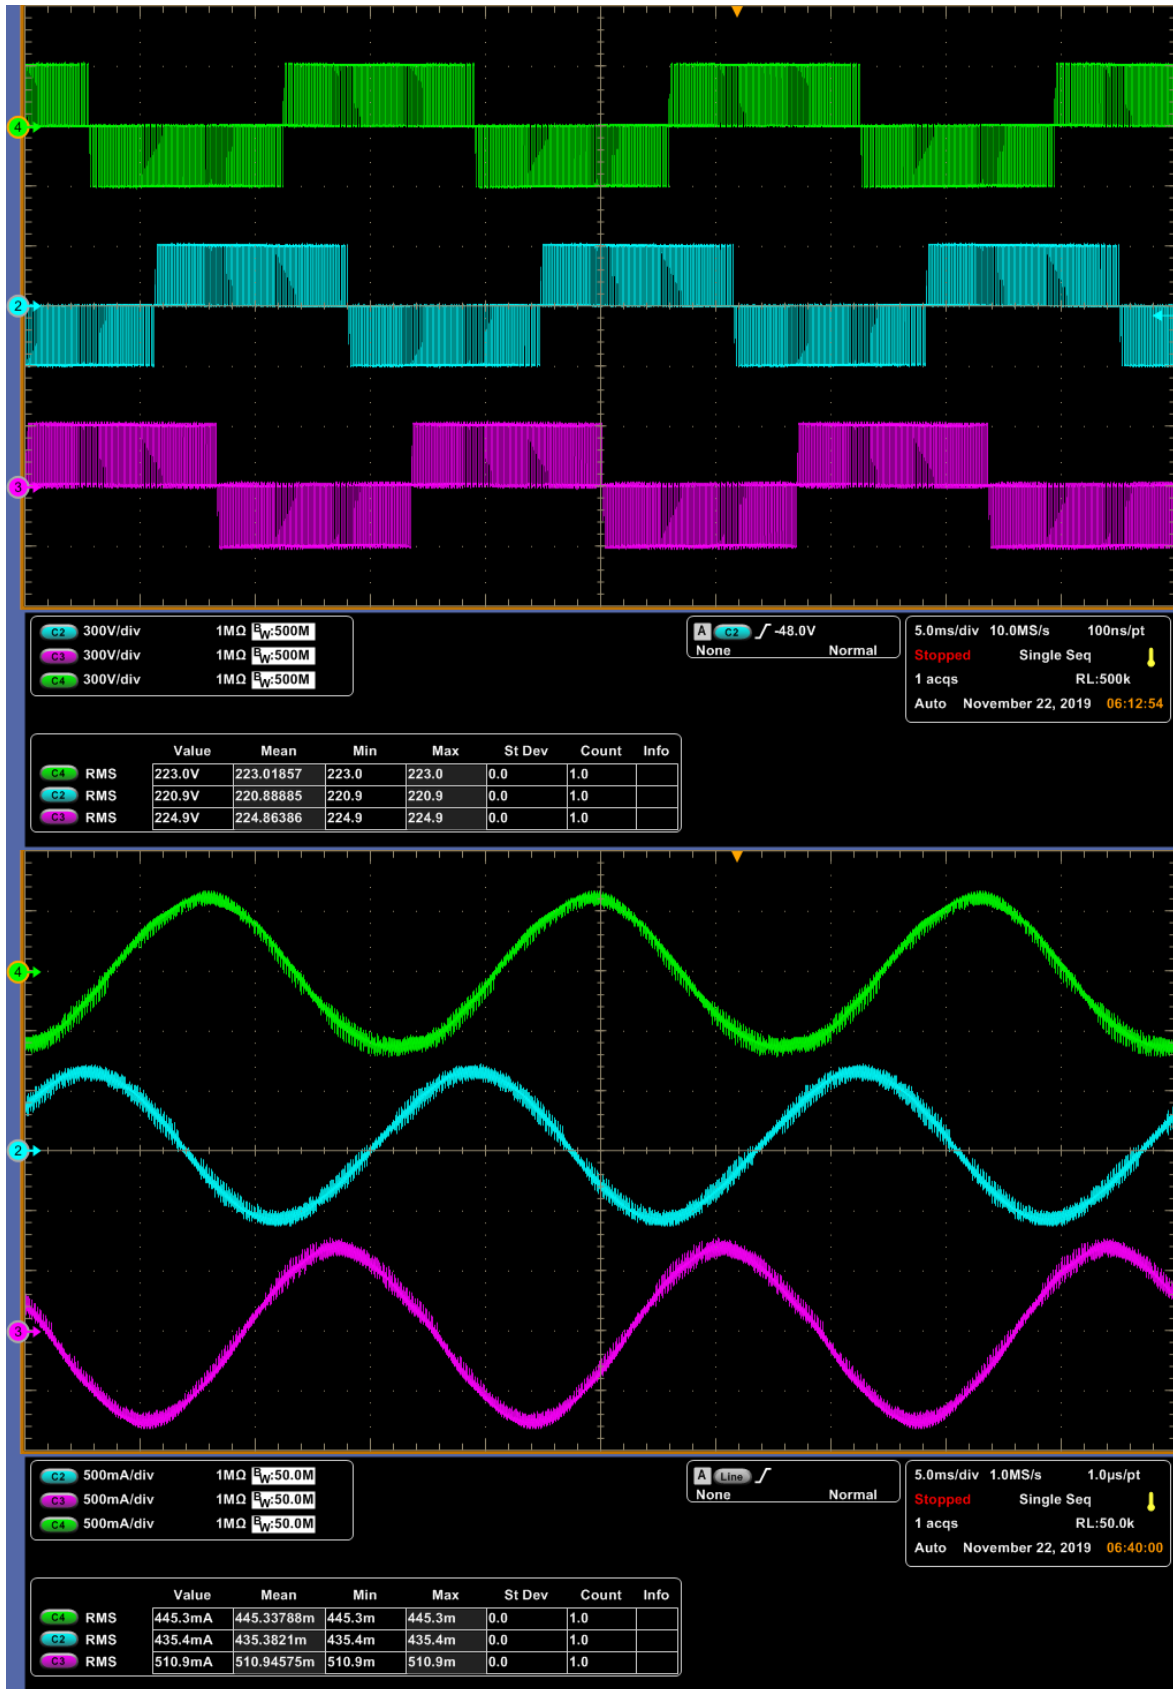 4
2
3
C2 300V/div 1MΩ BW:500M
C3 300V/div 1MΩ BW:500M
C4 300V/div 1MΩ BW:500M
A C2 -48.0V
None Normal
5.0ms/div 10.0MS/s 100ns/pt
Stopped Single Seq
1 acqs RL:500k
Auto November 22, 2019 06:12:54
Value Mean Min Max St Dev Count Info
C4 RMS 223.0V 223.01857 223.0 223.0 0.0 1.0
C2 RMS 220.9V 220.88885 220.9 220.9 0.0 1.0
C3 RMS 224.9V 224.86386 224.9 224.9 0.0 1.0
4
2
3
C2 500mA/div 1MΩ BW:50.0M
C3 500mA/div 1MΩ BW:50.0M
C4 500mA/div 1MΩ BW:50.0M
A Line
None Normal
5.0ms/div 1.0MS/s 1.0µs/pt
Stopped Single Seq
1 acqs RL:50.0k
Auto November 22, 2019 06:40:00
Value Mean Min Max St Dev Count Info
C4 RMS 445.3mA 445.33788m 445.3m 445.3m 0.0 1.0
C2 RMS 435.4mA 435.3821m 435.4m 435.4m 0.0 1.0
C3 RMS 510.9mA 510.94575m 510.9m 510.9m 0.0 1.0